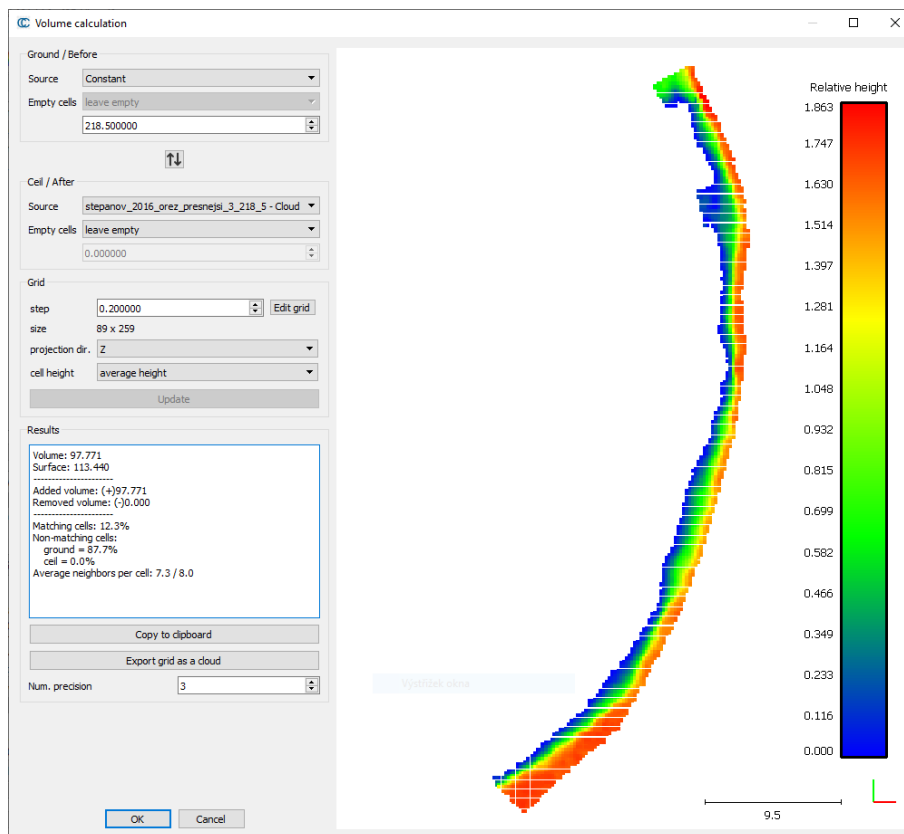 Volume calculation
Ground / Before
Source Constant
Empty cells leave empty
218.500000
Ceil / After
Source stepanov_2016_orez_presnejsi_3_218_5 - Cloud
Empty cells leave empty
0.000000
Grid
step 0.200000 Edit grid
size 89 x 259
projection dir. Z
cell height average height
Update
Results
Volume: 97.771
Surface: 113.440
----------------------
Added volume: (+)97.771
Removed volume: (-)0.000
----------------------
Matching cells: 12.3%
Non-matching cells:
ground = 87.7%
ceil = 0.0%
Average neighbors per cell: 7.3 / 8.0
Copy to clipboard
Export grid as a cloud
Num. precision 3
OK Cancel
Výstřižek okna
Relative height
1.863
1.747
1.630
1.514
1.397
1.281
1.164
1.048
0.932
0.815
0.699
0.582
0.466
0.349
0.233
0.116
0.000
9.5